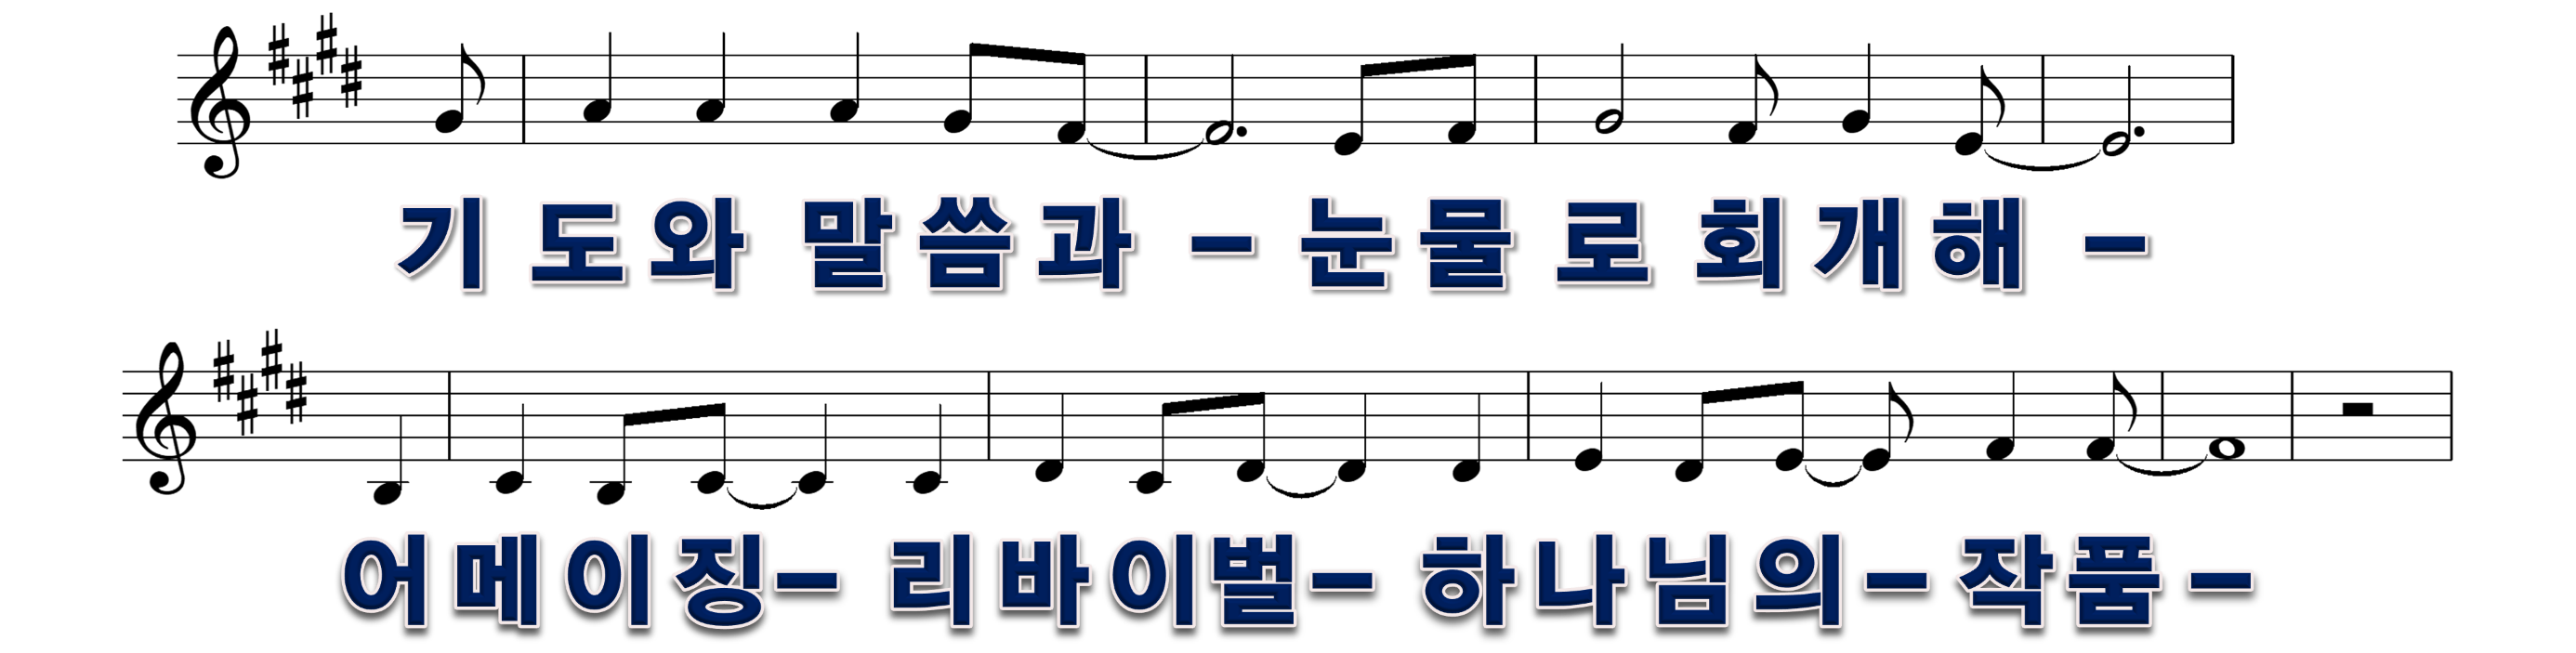 기 도와 말씀과 - 눈물 로 회개해 -
어메이징- 리바이벌- 하나님의- 작품-